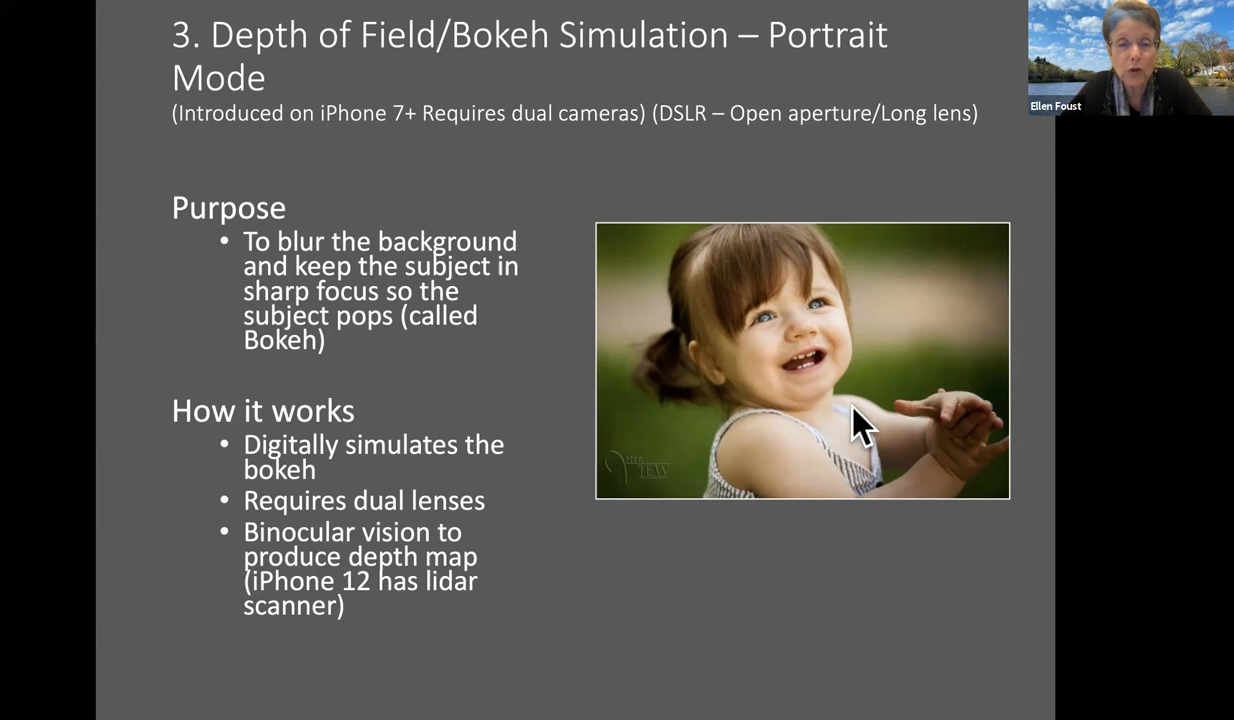 3. Depth of Field/Bokeh Simulation – Portrait
Mode
(Introduced on iPhone 7+ Requires dual cameras) (DSLR – Open aperture/Long lens)
Ellen Foust
Purpose
• To blur the background
and keep the subject in
sharp focus so the
subject pops (called
Bokeh)
How it works
• Digitally simulates the
bokeh
• Requires dual lenses
• Binocular vision to
produce depth map
(iPhone 12 has lidar
scanner)